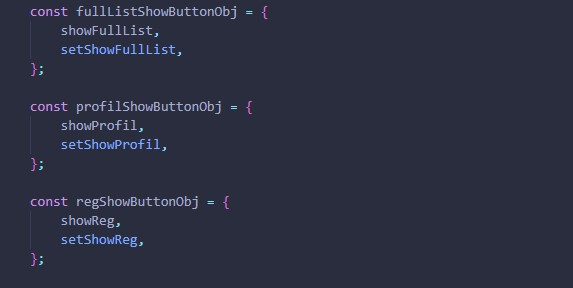 const fullListShowButtonObj = {
    showFullList,
    setShowFullList,
};

const profilShowButtonObj = {
    showProfil,
    setShowProfil,
};

const regShowButtonObj = {
    showReg,
    setShowReg,
};